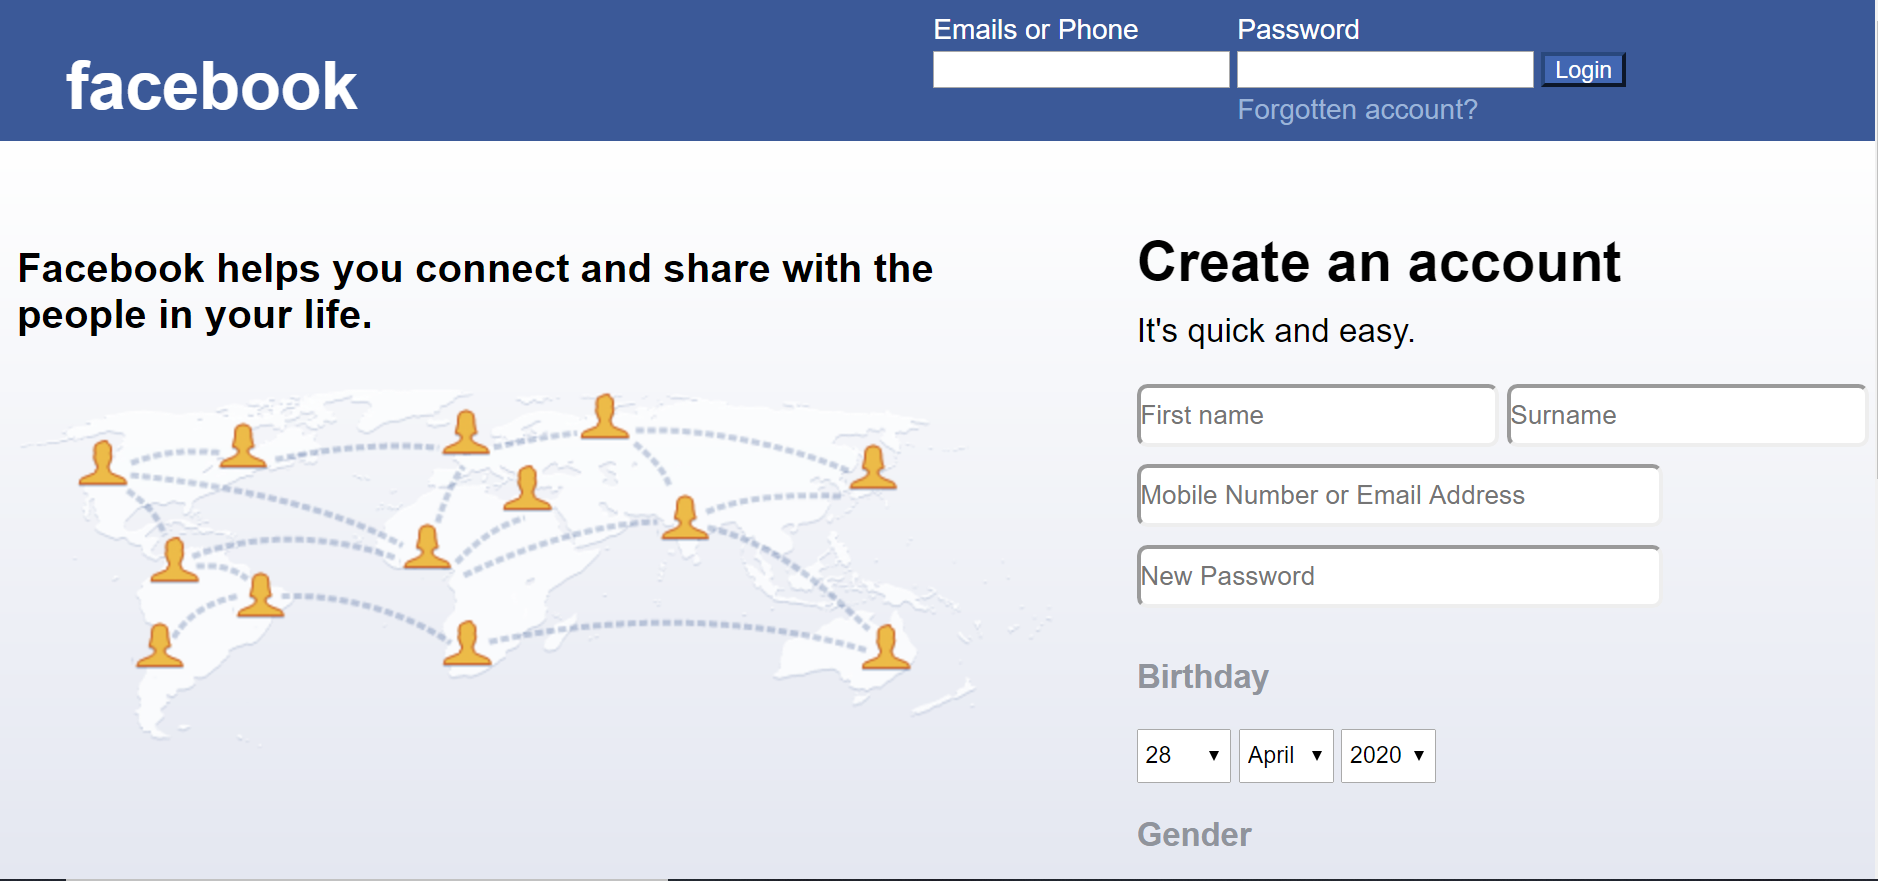 facebook
Emails or Phone
Password
Login
Forgotten account?
Facebook helps you connect and share with the
people in your life.
Create an account
It's quick and easy.
First name
Surname
Mobile Number or Email Address
New Password
Birthday
28
April
2020
Gender